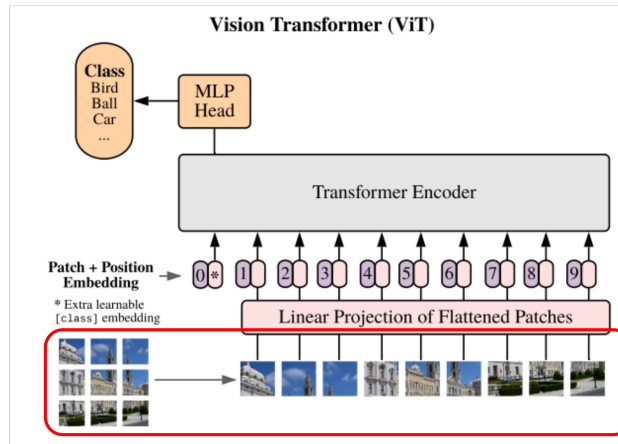 Vision Transformer (ViT)
Class
Bird
Ball
Car
...
MLP
Head
Transformer Encoder
Patch + Position
Embedding
0 * 1 2 3 4 5 6 7 8 9
* Extra learnable
[class] embedding
Linear Projection of Flattened Patches